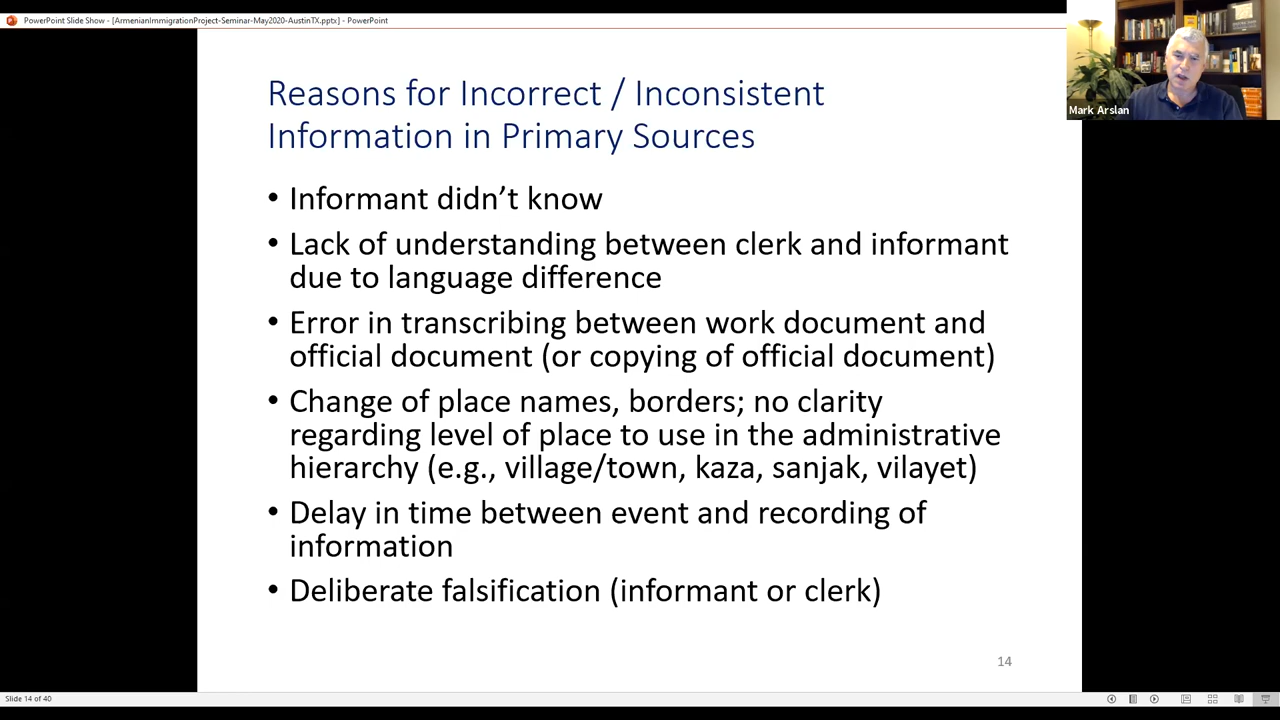 PowerPoint Slide Show - [ArmenianImmigrationProject-Seminar-May2020-AustinTX.pptx] - PowerPoint
Mark Arslan
Reasons for Incorrect / Inconsistent
Information in Primary Sources
• Informant didn’t know
• Lack of understanding between clerk and informant
due to language difference
• Error in transcribing between work document and
official document (or copying of official document)
• Change of place names, borders; no clarity
regarding level of place to use in the administrative
hierarchy (e.g., village/town, kaza, sanjak, vilayet)
• Delay in time between event and recording of
information
• Deliberate falsification (informant or clerk)
14
Slide 14 of 40